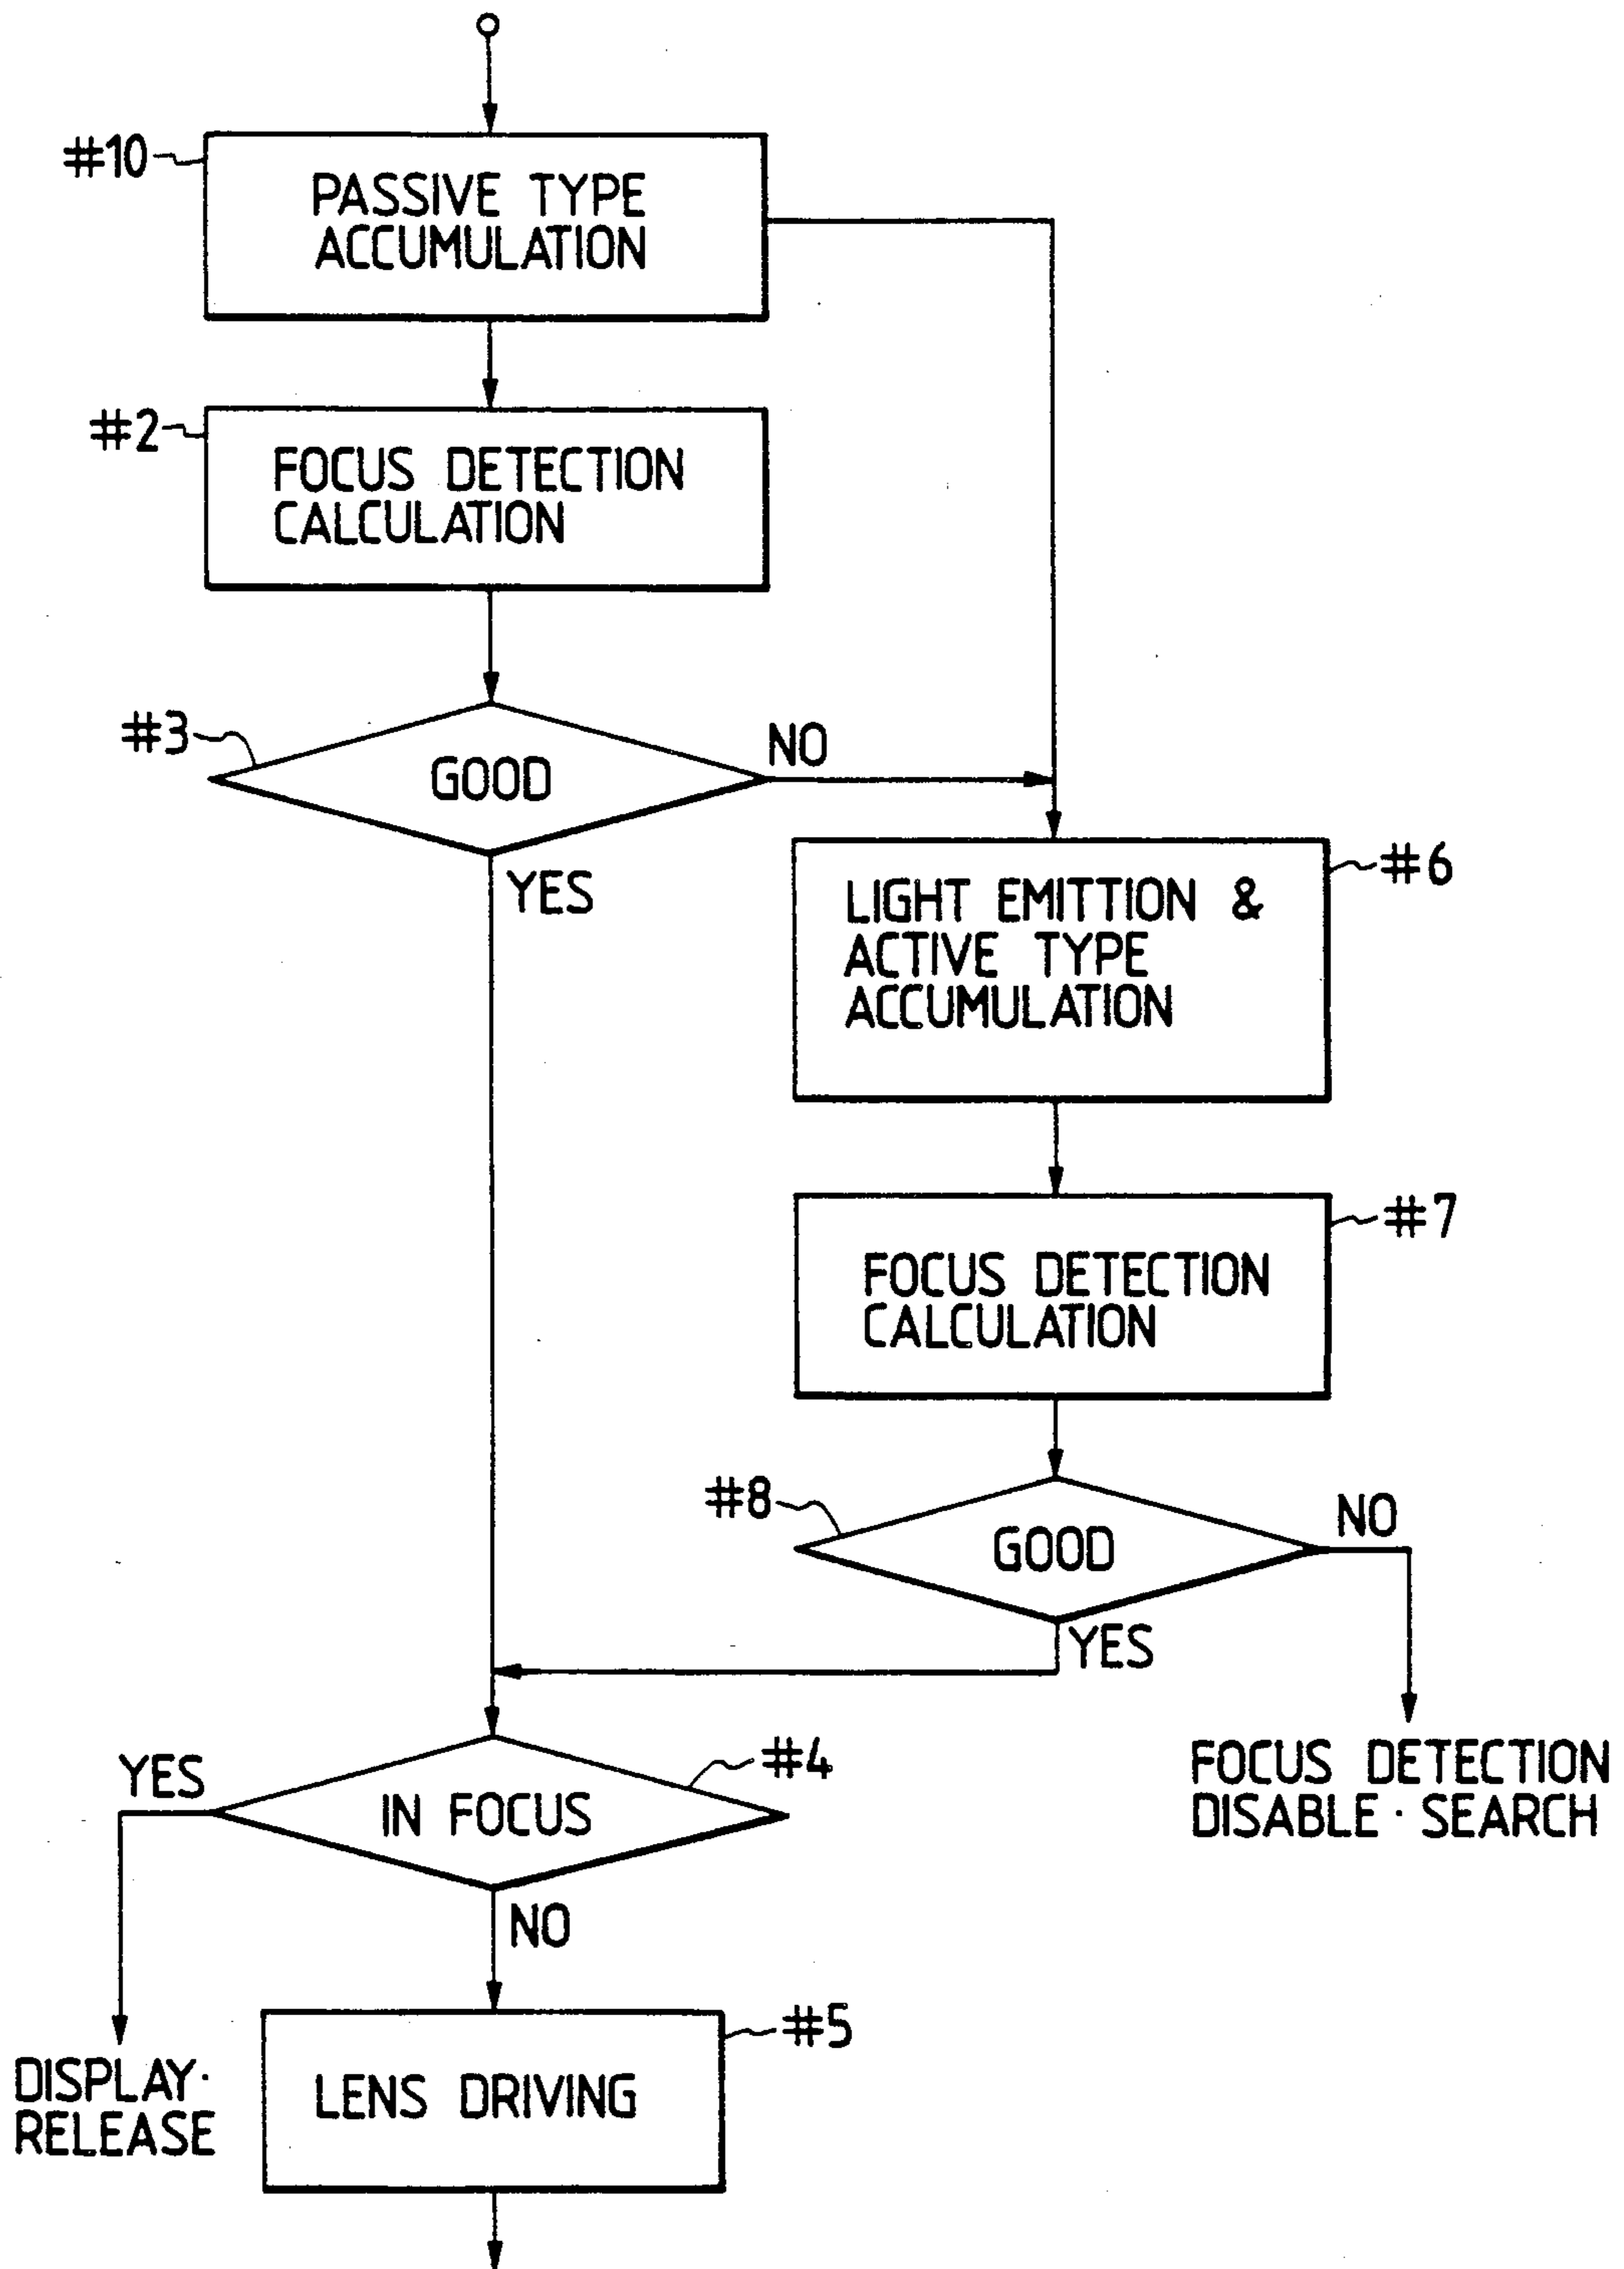 #10
PASSIVE TYPE
ACCUMULATION
#2
FOCUS DETECTION
CALCULATION
#3
GOOD
NO
YES
#6
LIGHT EMITTION &
ACTIVE TYPE
ACCUMULATION
#7
FOCUS DETECTION
CALCULATION
#8
GOOD
NO
YES
FOCUS DETECTION
DISABLE · SEARCH
#4
YES
IN FOCUS
NO
DISPLAY·
RELEASE
#5
LENS DRIVING